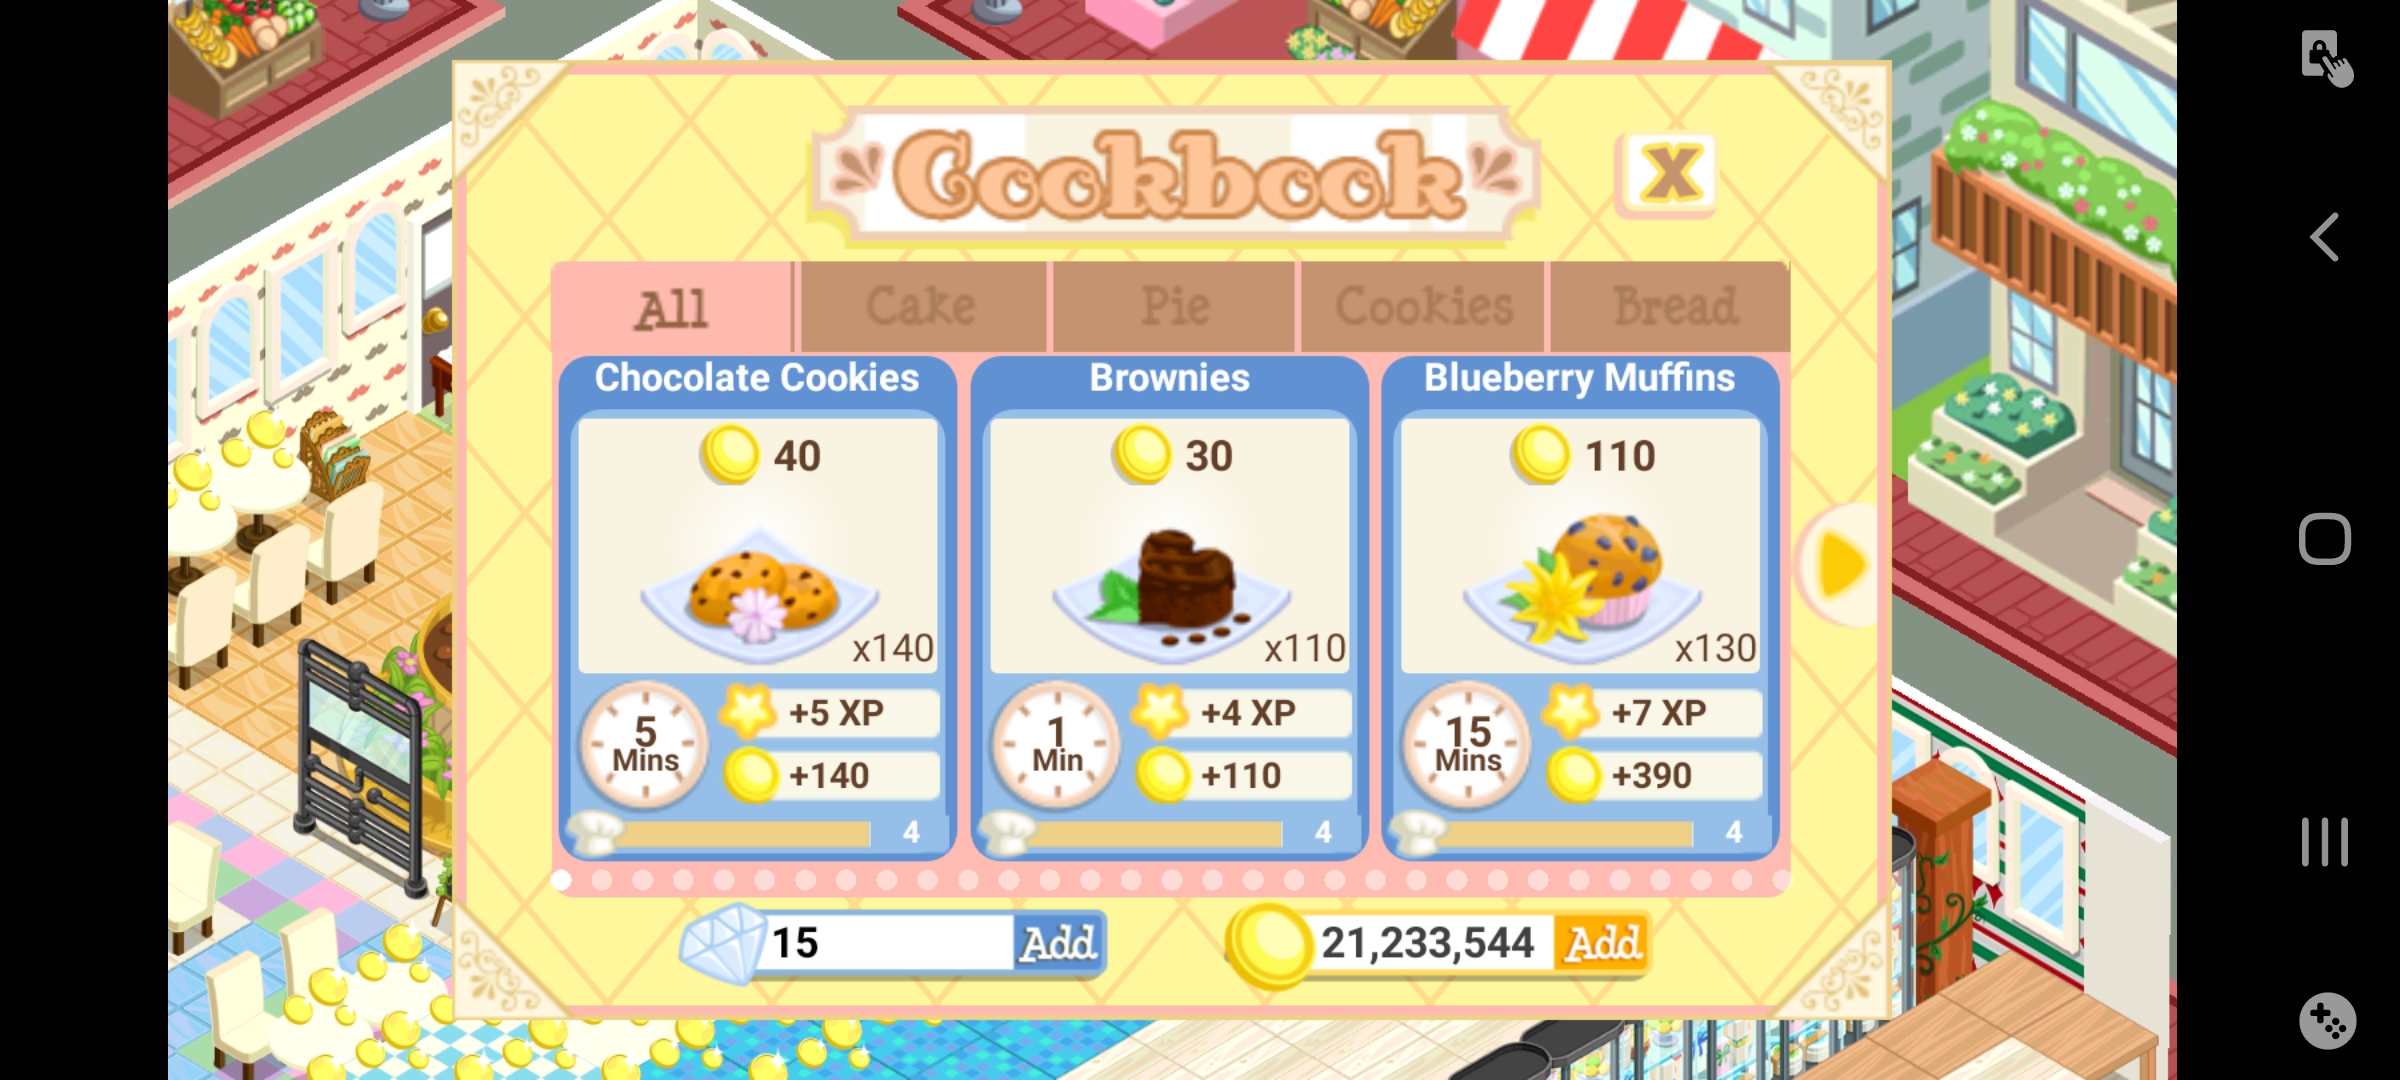 Cookbook
X
All Cake Pie Cookies Bread
Chocolate Cookies
40
x140
5 Mins
+5 XP
+140
4
Brownies
30
x110
1 Min
+4 XP
+110
4
Blueberry Muffins
110
x130
15 Mins
+7 XP
+390
4
15 Add
21,233,544 Add